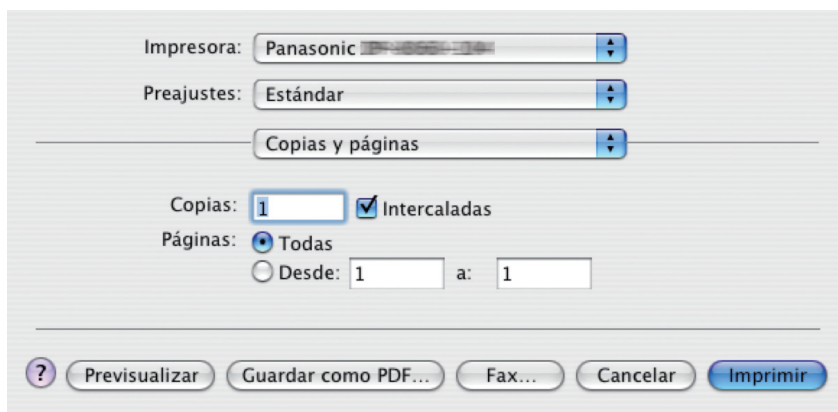 Impresora: Panasonic
Preajustes: Estándar
Copias y páginas
Copias: 1 Intercaladas
Páginas: Todas
Desde: 1 a: 1
? Previsualizar Guardar como PDF... Fax... Cancelar Imprimir